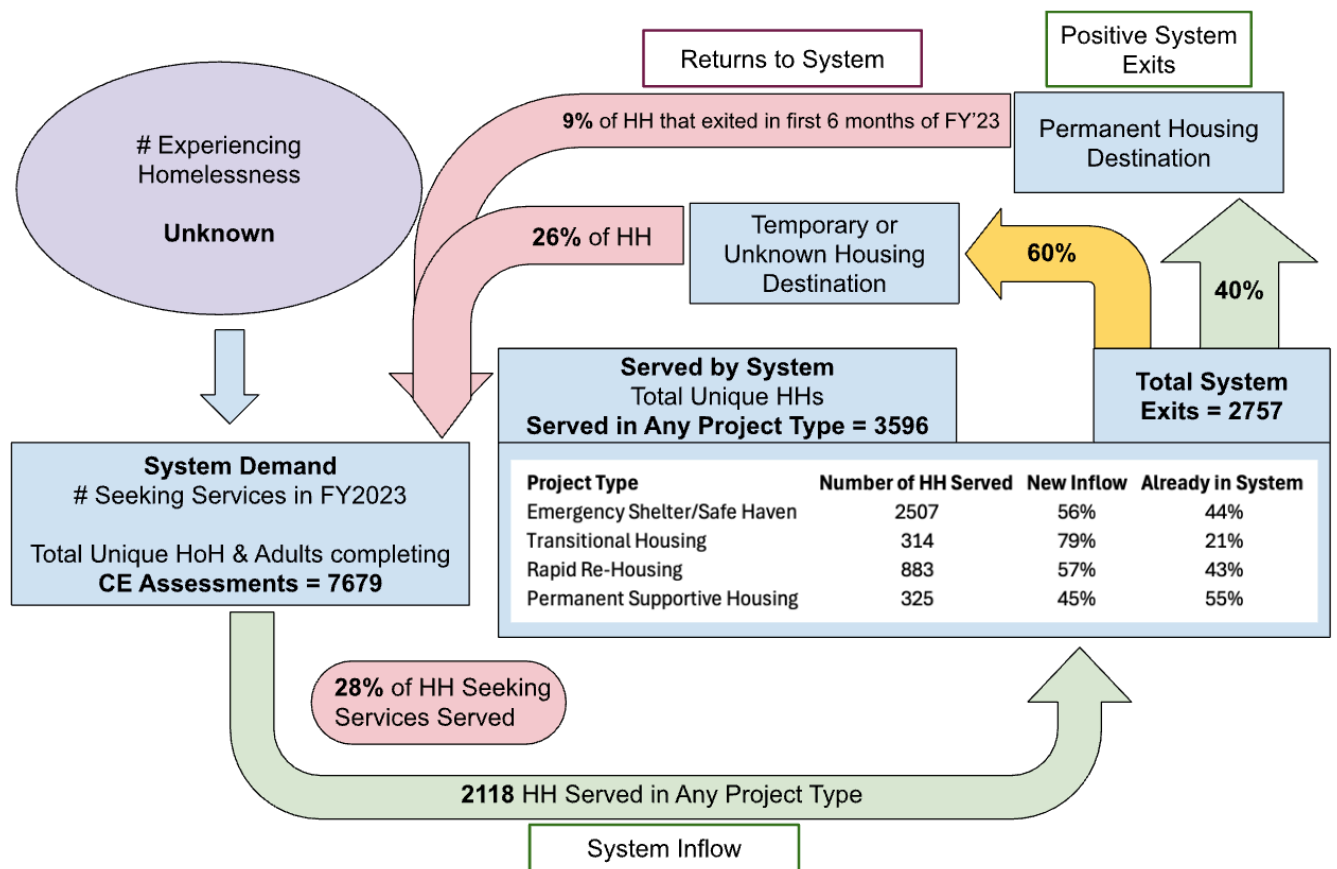 Returns to System
Positive System
Exits
9% of HH that exited in first 6 months of FY'23
Permanent Housing
Destination
# Experiencing
Homelessness
Unknown
26% of HH
Temporary or
Unknown Housing
Destination
60%
40%
Served by System
Total Unique HHs
Served in Any Project Type = 3596
Total System
Exits = 2757
System Demand
# Seeking Services in FY2023
Total Unique HoH & Adults completing
CE Assessments = 7679
Project Type Number of HH Served New Inflow Already in System
Emergency Shelter/Safe Haven 2507 56% 44%
Transitional Housing 314 79% 21%
Rapid Re-Housing 883 57% 43%
Permanent Supportive Housing 325 45% 55%
28% of HH Seeking
Services Served
2118 HH Served in Any Project Type
System Inflow